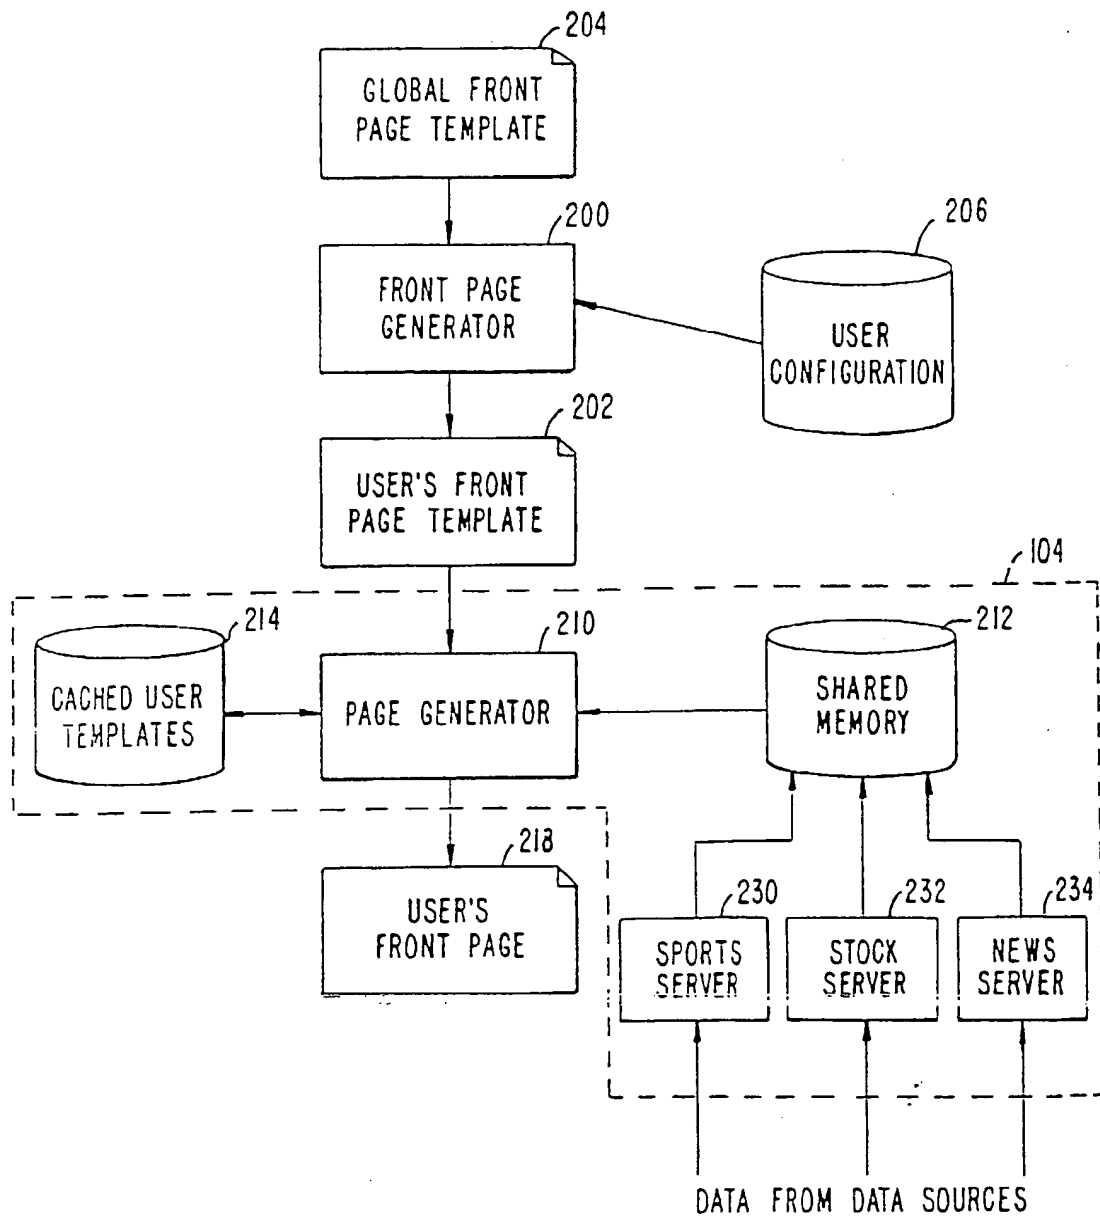 204
GLOBAL FRONT
PAGE TEMPLATE
200
206
FRONT PAGE
GENERATOR
USER
CONFIGURATION
202
USER'S FRONT
PAGE TEMPLATE
104
214
210
212
CACHED USER
TEMPLATES
PAGE GENERATOR
SHARED
MEMORY
218
USER'S
FRONT PAGE
230
232
234
SPORTS
SERVER
STOCK
SERVER
NEWS
SERVER
DATA FROM DATA SOURCES